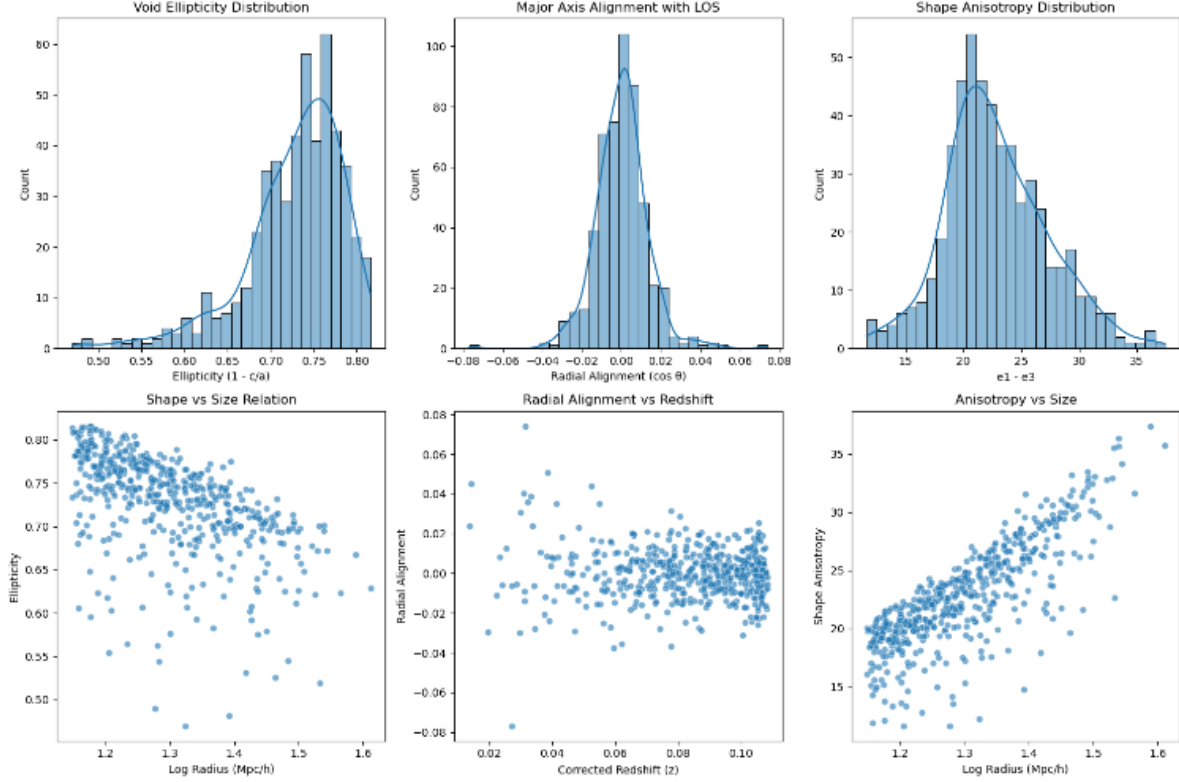 Void Ellipticity Distribution
Count
60
50
40
30
20
10
0
0.50 0.55 0.60 0.65 0.70 0.75 0.80
Ellipticity (1 - c/a)
Major Axis Alignment with LOS
Count
100
80
60
40
20
0
−0.08 −0.06 −0.04 −0.02 0.00 0.02 0.04 0.06 0.08
Radial Alignment (cos θ)
Shape Anisotropy Distribution
Count
50
40
30
20
10
0
15 20 25 30 35
e1 - e3
Shape vs Size Relation
Ellipticity
0.80
0.75
0.70
0.65
0.60
0.55
0.50
1.2 1.3 1.4 1.5 1.6
Log Radius (Mpc/h)
Radial Alignment vs Redshift
Radial Alignment
0.08
0.06
0.04
0.02
0.00
−0.02
−0.04
−0.06
−0.08
0.02 0.04 0.06 0.08 0.10
Corrected Redshift (z)
Anisotropy vs Size
Shape Anisotropy
35
30
25
20
15
1.2 1.3 1.4 1.5 1.6
Log Radius (Mpc/h)